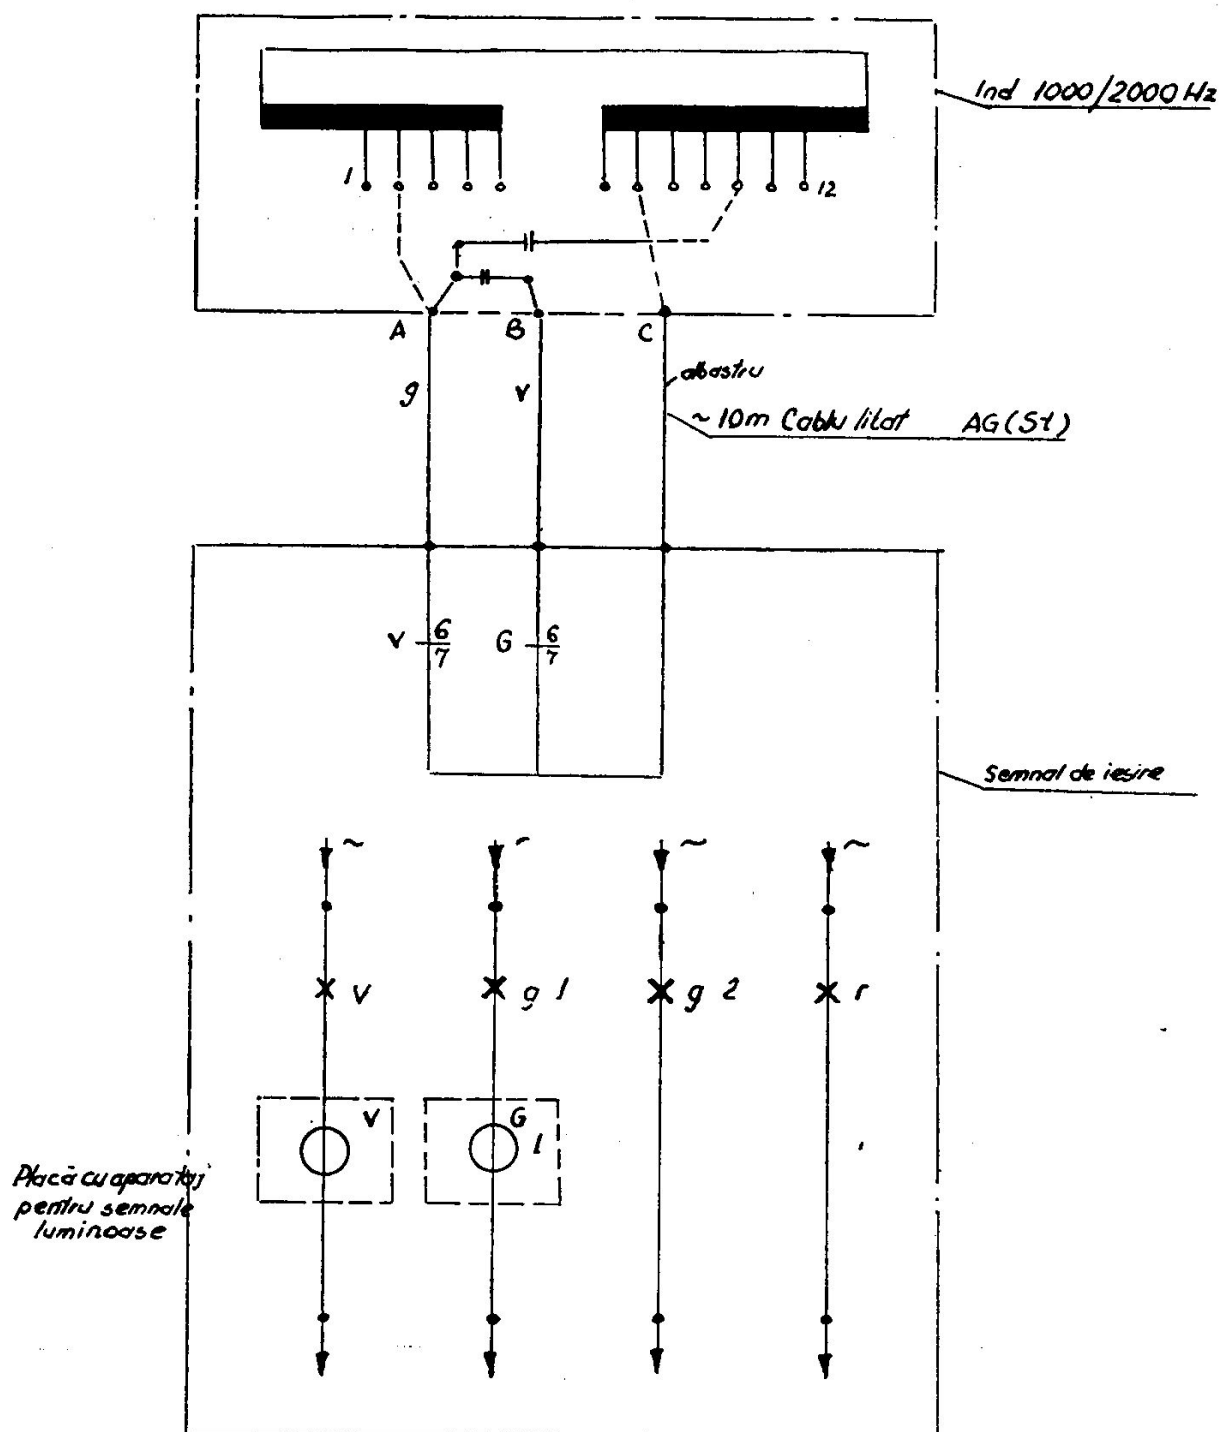 Ind 1000/2000 Hz
1
12
A
B
C
albastru
g
v
~10m Cablu litat AG(St)
V 6/7
G 6/7
Semnal de iesire
~
~
~
v
g 1
g 2
r
V
G
1
Placă cu aparataj
pentru semnale
luminoase